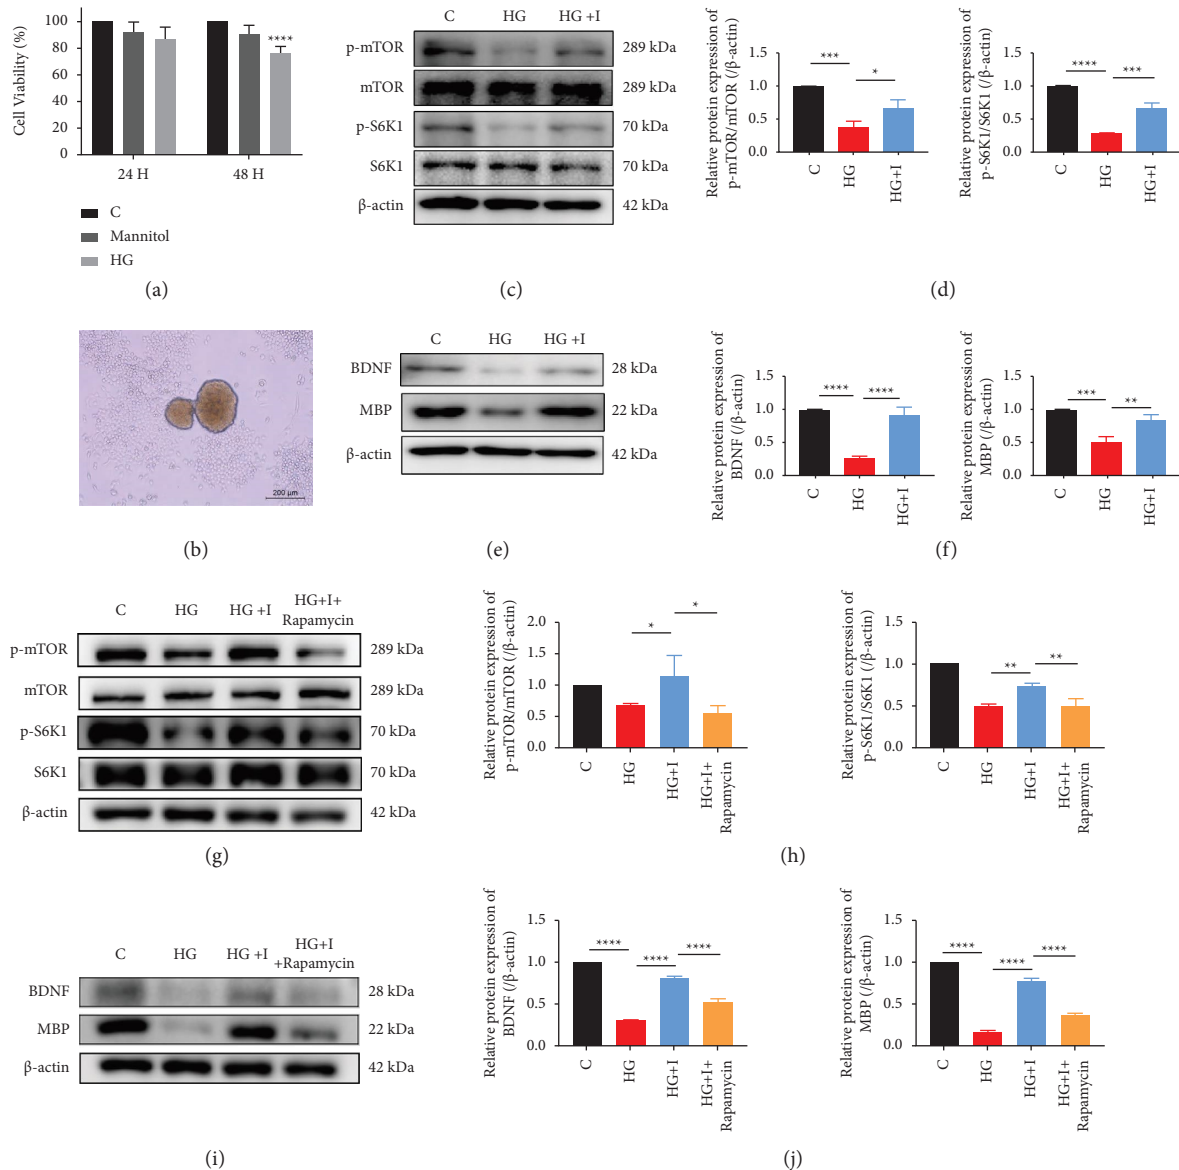 100
80
60
40
20
0
Cell Viability (%)
****
24 H
48 H
C
Mannitol
HG
(a)
C HG HG +I
p-mTOR 289 kDa
mTOR 289 kDa
p-S6K1 70 kDa
S6K1 70 kDa
β-actin 42 kDa
(c)
Relative protein expression of
p-mTOR/mTOR (/β-actin)
1.5
1.0
0.5
0.0
*** *
C
HG
HG+I
Relative protein expression of
p-S6K1/S6K1 (/β-actin)
1.5
1.0
0.5
0.0
**** ***
C
HG
HG+I
(d)
200 μm
(b)
C HG HG +I
BDNF 28 kDa
MBP 22 kDa
β-actin 42 kDa
(e)
Relative protein expression of
BDNF (/β-actin)
1.5
1.0
0.5
0.0
**** ****
C
HG
HG+I
Relative protein expression of
MBP (/β-actin)
1.5
1.0
0.5
0.0
*** **
C
HG
HG+I
(f)
C HG HG +I HG+I+
Rapamycin
p-mTOR 289 kDa
mTOR 289 kDa
p-S6K1 70 kDa
S6K1 70 kDa
β-actin 42 kDa
(g)
Relative protein expression of
p-mTOR/mTOR (/β-actin)
2.0
1.5
1.0
0.5
0.0
* *
C
HG
HG+I
HG+I+
Rapamycin
Relative protein expression of
p-S6K1/S6K1 (/β-actin)
1.5
1.0
0.5
0.0
** **
C
HG
HG+I
HG+I+
Rapamycin
(h)
C HG HG +I HG+I
+Rapamycin
BDNF 28 kDa
MBP 22 kDa
β-actin 42 kDa
(i)
Relative protein expression of
BDNF (/β-actin)
1.5
1.0
0.5
0.0
**** **** ****
C
HG
HG+I
HG+I+
Rapamycin
Relative protein expression of
MBP (/β-actin)
1.5
1.0
0.5
0.0
**** **** ****
C
HG
HG+I
HG+I+
Rapamycin
(j)